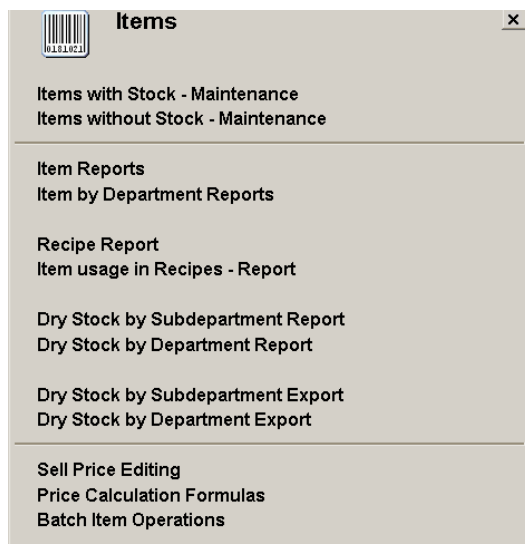 Items
0181021
Items with Stock - Maintenance
Items without Stock - Maintenance
Item Reports
Item by Department Reports
Recipe Report
Item usage in Recipes - Report
Dry Stock by Subdepartment Report
Dry Stock by Department Report
Dry Stock by Subdepartment Export
Dry Stock by Department Export
Sell Price Editing
Price Calculation Formulas
Batch Item Operations